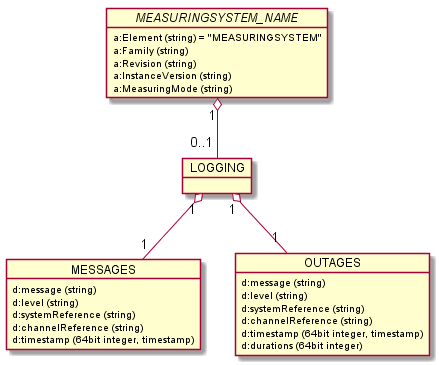 MEASURINGSYSTEM_NAME
a:Element (string) = "MEASURINGSYSTEM"
a:Family (string)
a:Revision (string)
a:InstanceVersion (string)
a:MeasuringMode (string)
1
0..1
LOGGING
1
1
1
1
MESSAGES
d:message (string)
d:level (string)
d:systemReference (string)
d:channelReference (string)
d:timestamp (64bit integer, timestamp)
OUTAGES
d:message (string)
d:level (string)
d:systemReference (string)
d:channelReference (string)
d:timestamp (64bit integer, timestamp)
d:durations (64bit integer)